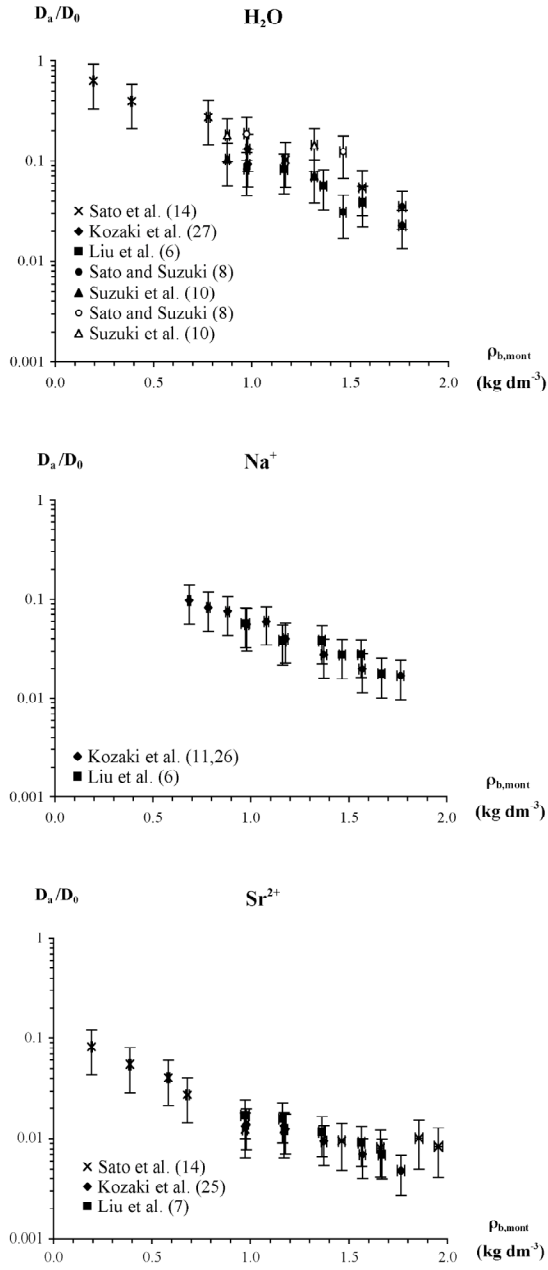 Dₐ/D₀
H₂O
1
0.1
0.01
0.001
× Sato et al. (14)
◆ Kozaki et al. (27)
■ Liu et al. (6)
● Sato and Suzuki (8)
▲ Suzuki et al. (10)
○ Sato and Suzuki (8)
△ Suzuki et al. (10)
0.0 0.5 1.0 1.5 2.0
ρb,mont
(kg dm⁻³)
Dₐ/D₀
Na⁺
1
0.1
0.01
0.001
◆ Kozaki et al. (11,26)
■ Liu et al. (6)
0.0 0.5 1.0 1.5 2.0
ρb,mont
(kg dm⁻³)
Dₐ/D₀
Sr²⁺
1
0.1
0.01
0.001
× Sato et al. (14)
◆ Kozaki et al. (25)
■ Liu et al. (7)
0.0 0.5 1.0 1.5 2.0
ρb,mont
(kg dm⁻³)